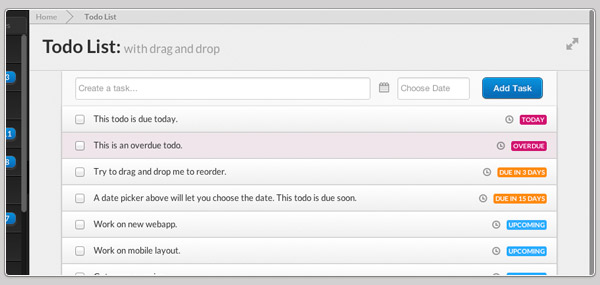 Home
Todo List
Todo List: with drag and drop
Create a task...
Choose Date
Add Task
This todo is due today.
TODAY
This is an overdue todo.
OVERDUE
Try to drag and drop me to reorder.
DUE IN 3 DAYS
A date picker above will let you choose the date. This todo is due soon.
DUE IN 15 DAYS
Work on new webapp.
UPCOMING
Work on mobile layout.
UPCOMING
3
11
8
7